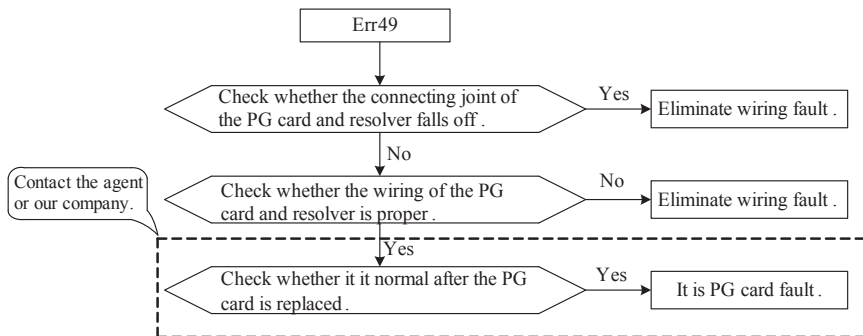 Err49
Check whether the connecting joint of
the PG card and resolver falls off .
Yes
Eliminate wiring fault .
No
Contact the agent
or our company.
Check whether the wiring of the PG
card and resolver is proper .
No
Eliminate wiring fault .
Yes
Check whether it it normal after the PG
card is replaced .
Yes
It is PG card fault .